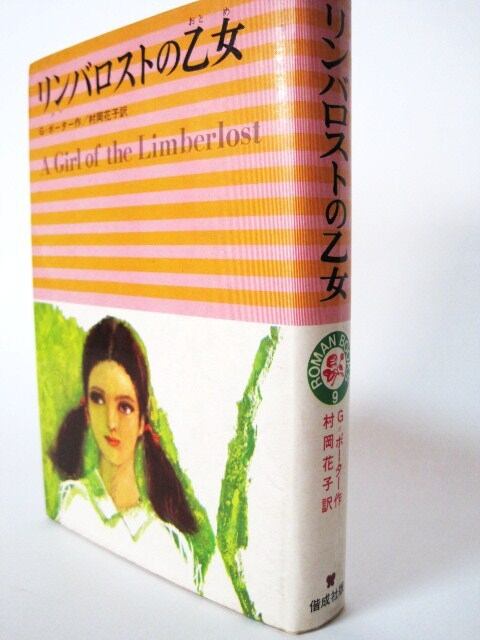 おとめ
リンバロストの乙女
G・ポーター作／村岡花子訳
A Girl of the Limberlost
リンバロストの乙女
ROMAN BOOKS
9
G・ポーター作
村岡花子訳
偕成社版